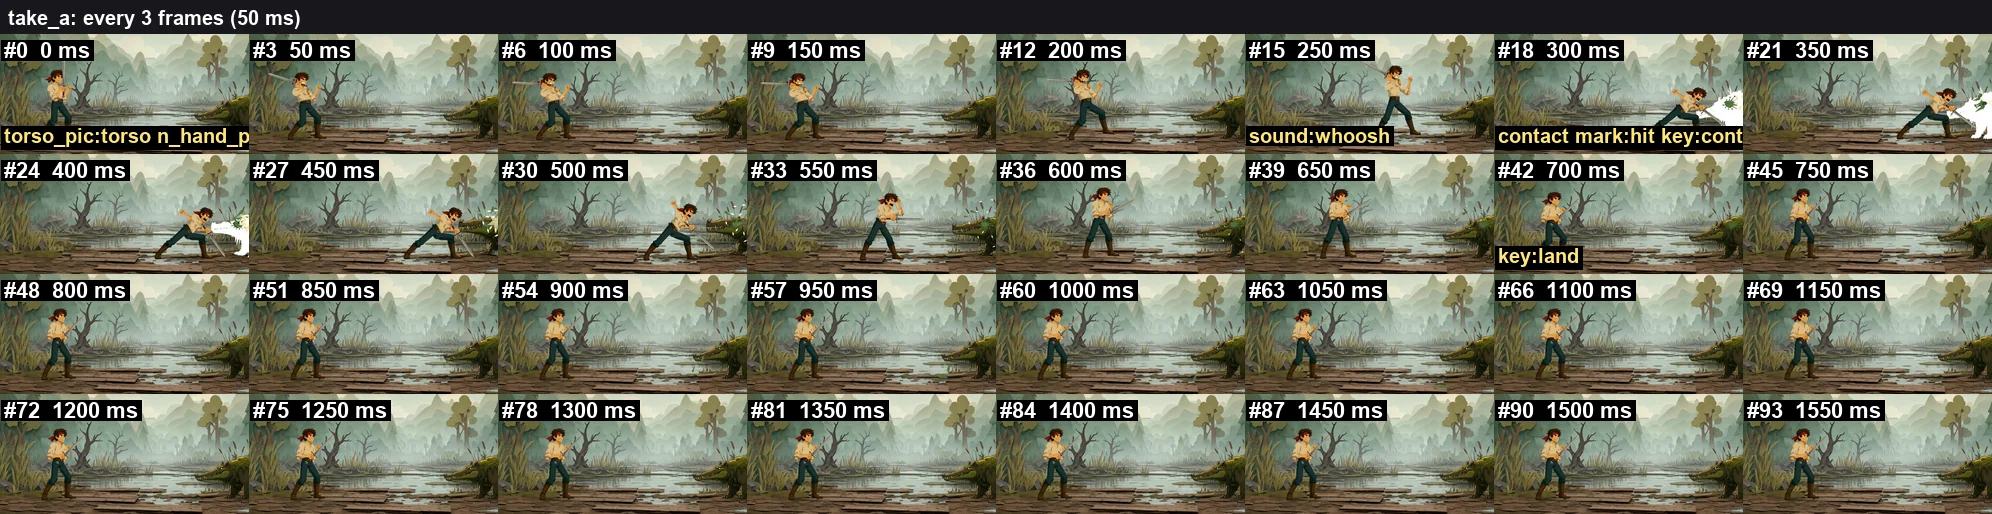 take_a: every 3 frames (50 ms)
#0 0 ms
#3 50 ms
#6 100 ms
#9 150 ms
#12 200 ms
#15 250 ms
#18 300 ms
#21 350 ms
torso_pic:torso n_hand_p
sound:whoosh
contact mark:hit key:cont
#24 400 ms
#27 450 ms
#30 500 ms
#33 550 ms
#36 600 ms
#39 650 ms
#42 700 ms
#45 750 ms
key:land
#48 800 ms
#51 850 ms
#54 900 ms
#57 950 ms
#60 1000 ms
#63 1050 ms
#66 1100 ms
#69 1150 ms
#72 1200 ms
#75 1250 ms
#78 1300 ms
#81 1350 ms
#84 1400 ms
#87 1450 ms
#90 1500 ms
#93 1550 ms